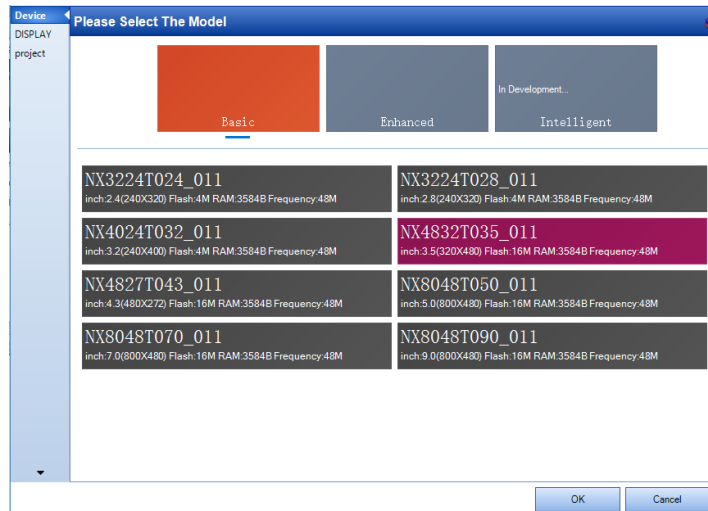 Device
DISPLAY
project
Please Select The Model
Basic
Enhanced
In Development...
Intelligent
NX3224T024_011
inch:2.4(240X320) Flash:4M RAM:3584B Frequency:48M
NX3224T028_011
inch:2.8(240X320) Flash:4M RAM:3584B Frequency:48M
NX4024T032_011
inch:3.2(240X400) Flash:4M RAM:3584B Frequency:48M
NX4832T035_011
inch:3.5(320X480) Flash:16M RAM:3584B Frequency:48M
NX4827T043_011
inch:4.3(480X272) Flash:16M RAM:3584B Frequency:48M
NX8048T050_011
inch:5.0(800X480) Flash:16M RAM:3584B Frequency:48M
NX8048T070_011
inch:7.0(800X480) Flash:16M RAM:3584B Frequency:48M
NX8048T090_011
inch:9.0(800X480) Flash:16M RAM:3584B Frequency:48M
OK
Cancel